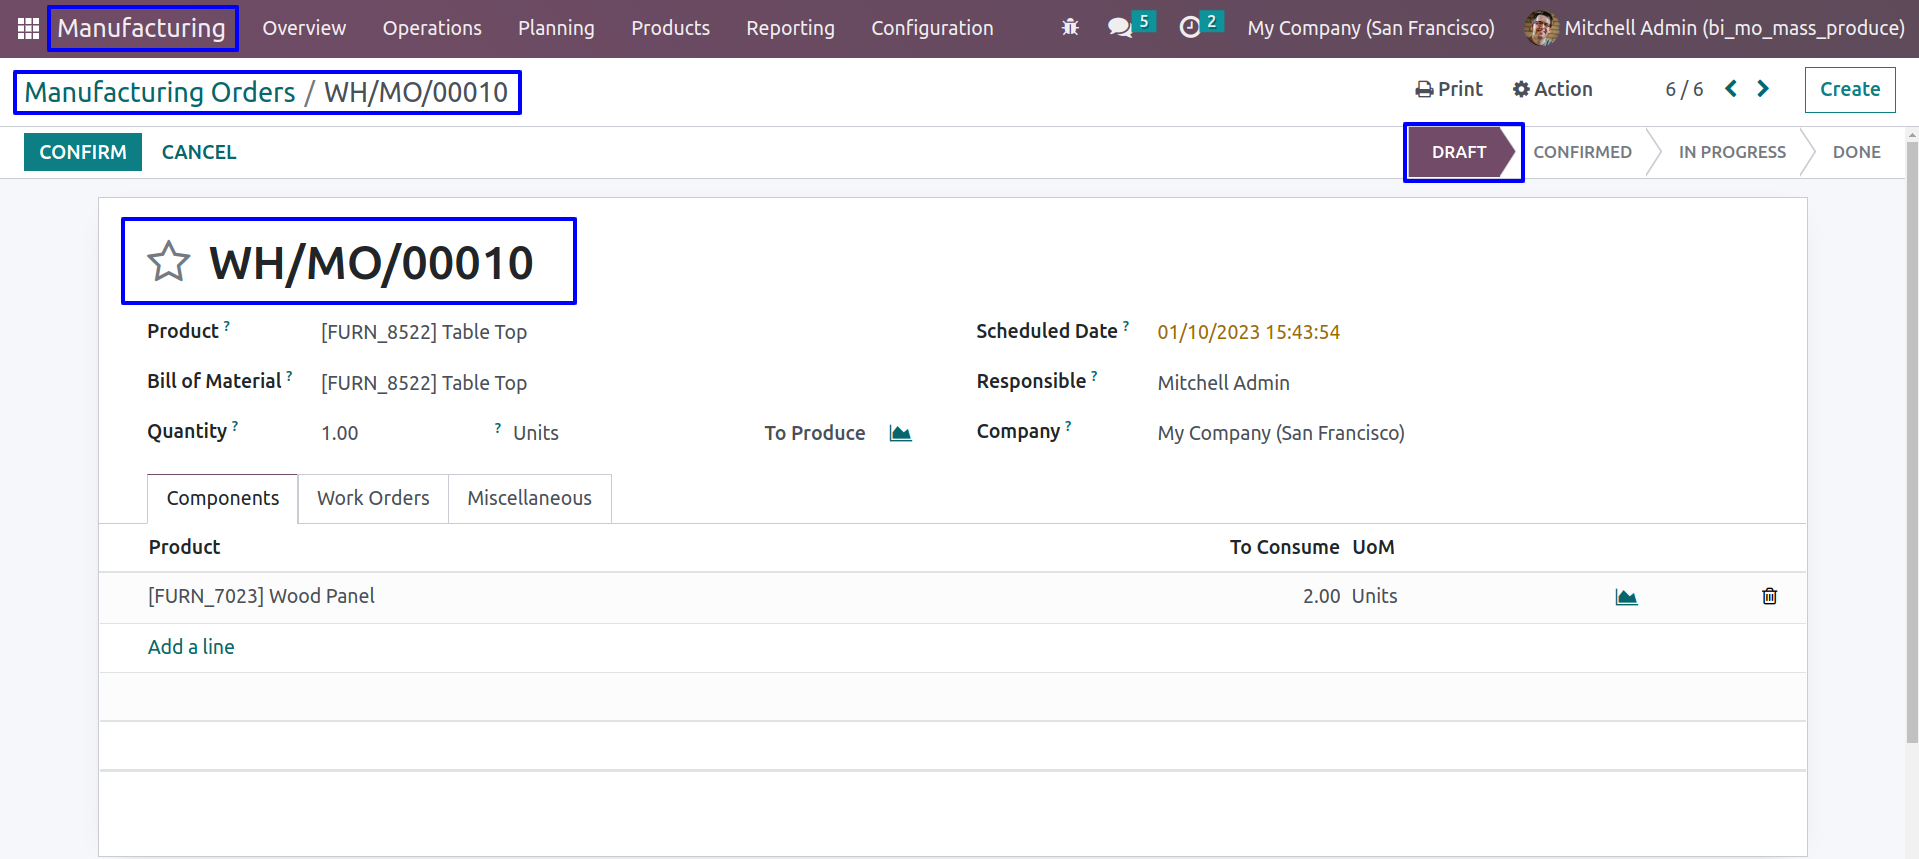 Manufacturing Overview Operations Planning Products Reporting Configuration 5 2 My Company (San Francisco) Mitchell Admin (bi_mo_mass_produce)
Manufacturing Orders / WH/MO/00010 Print Action 6 / 6 Create
CONFIRM CANCEL DRAFT CONFIRMED IN PROGRESS DONE
WH/MO/00010
Product ? [FURN_8522] Table Top Scheduled Date ? 01/10/2023 15:43:54
Bill of Material ? [FURN_8522] Table Top Responsible ? Mitchell Admin
Quantity ? 1.00 ? Units To Produce Company ? My Company (San Francisco)
Components Work Orders Miscellaneous
Product To Consume UoM
[FURN_7023] Wood Panel 2.00 Units
Add a line